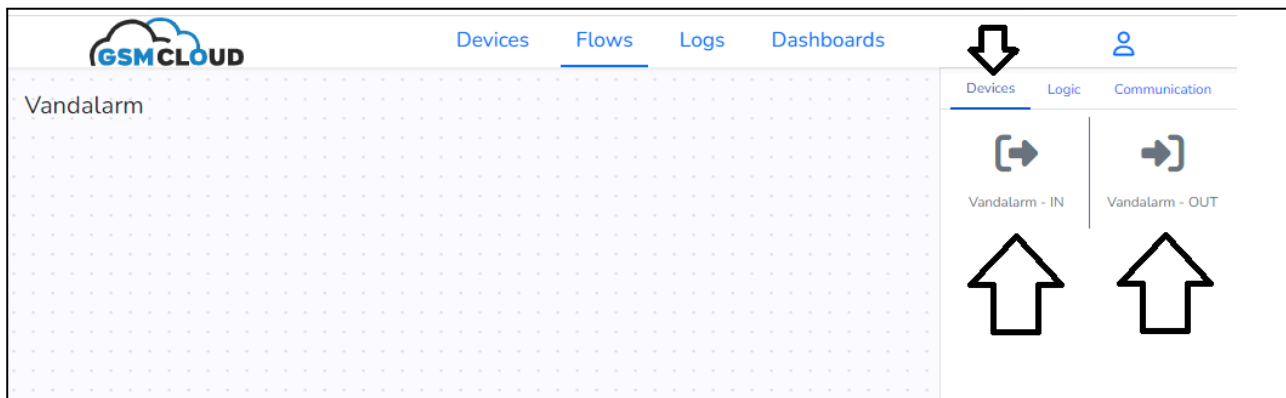 GSMCLOUD
Devices Flows Logs Dashboards
Vandalarm
Devices Logic Communication
Vandalarm - IN Vandalarm - OUT